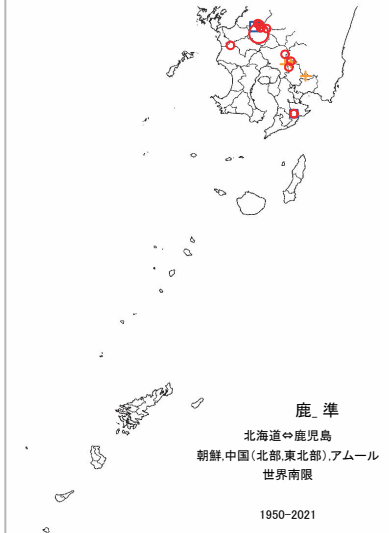 鹿_準
北海道⇔鹿児島
朝鮮,中国(北部,東北部),アムール
世界南限
1950-2021